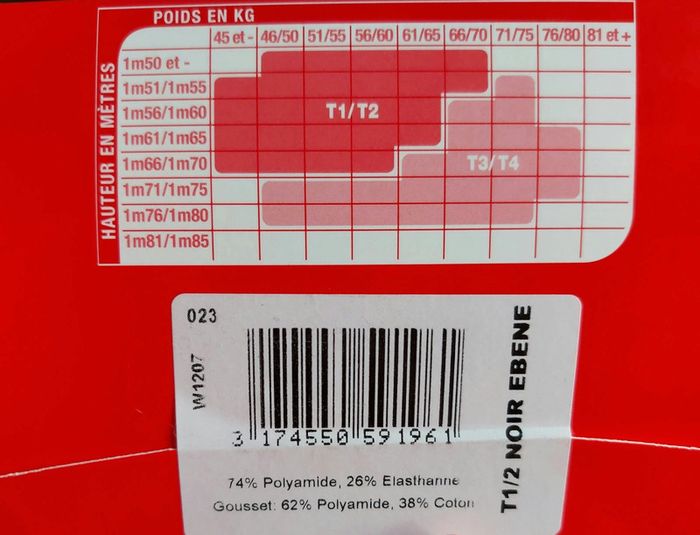 POIDS EN KG
45 et - 46/50 51/55 56/60 61/65 66/70 71/75 76/80 81 et +
HAUTEUR EN MÈTRES
1m50 et -
1m51/1m55
1m56/1m60
T1/T2
1m61/1m65
1m66/1m70
T3/T4
1m71/1m75
1m76/1m80
1m81/1m85
023
W1207
3 174550 591961
T1/2 NOIR EBENE
74% Polyamide, 26% Elasthanne
Gousset: 62% Polyamide, 38% Coton